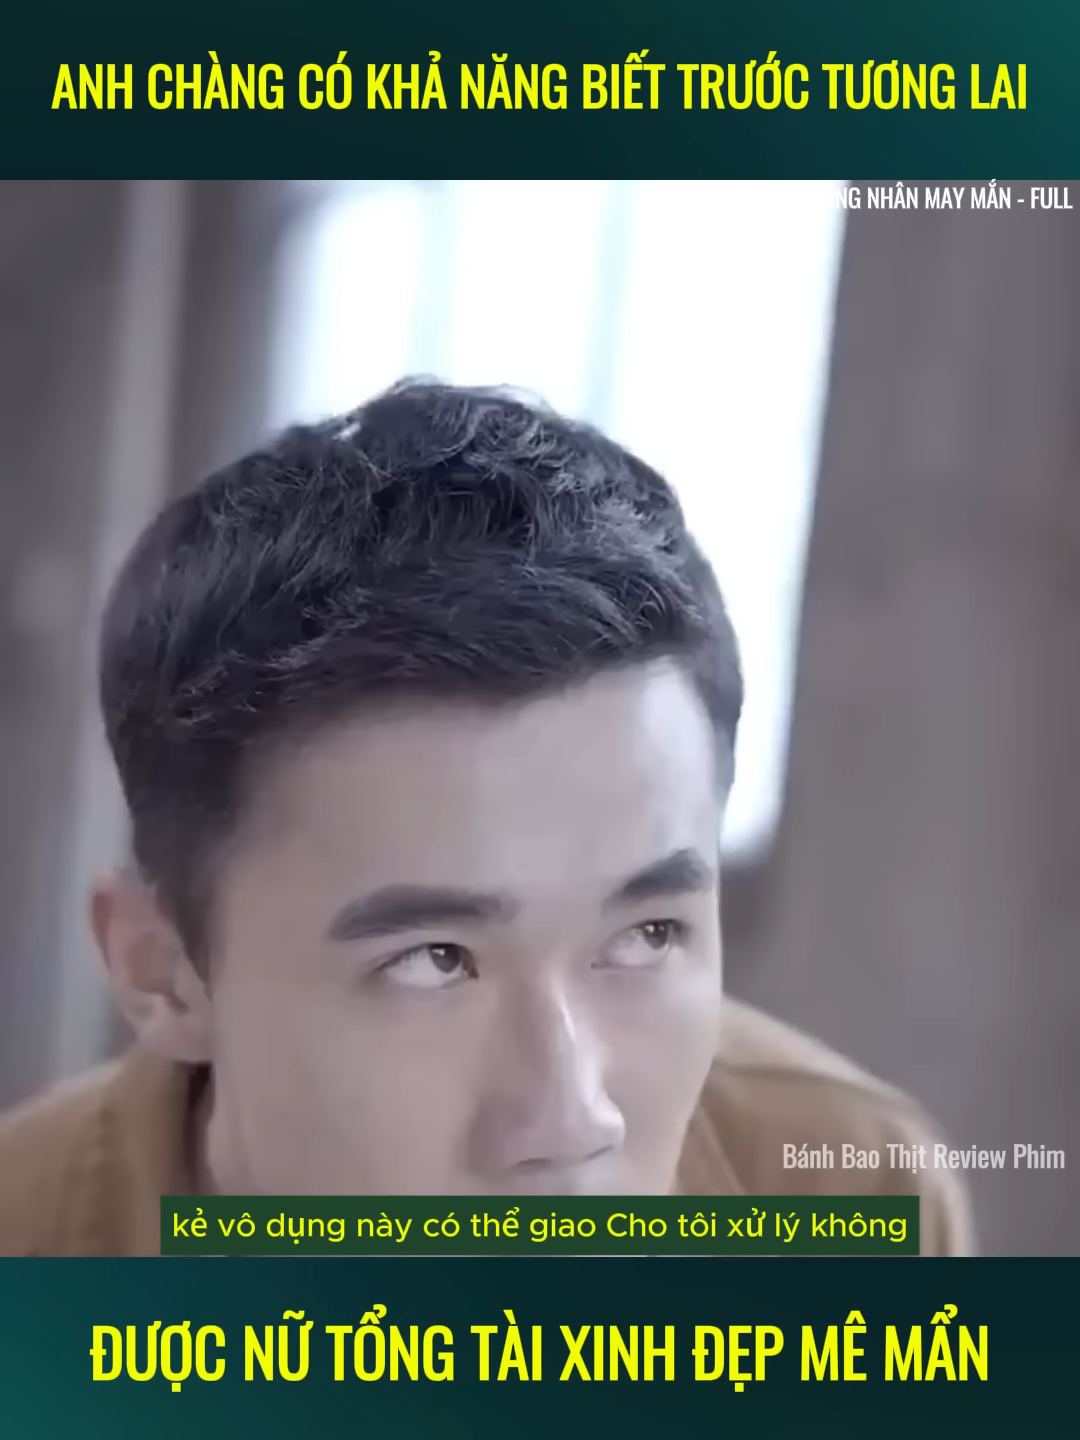 ANH CHÀNG CÓ KHẢ NĂNG BIẾT TRƯỚC TƯƠNG LAI
NHÂN MAY MẮN - FULL
Bánh Bao Thịt Review Phim
kẻ vô dụng này có thể giao Cho tôi xử lý không
ĐƯỢC NỮ TỔNG TÀI XINH ĐẸP MÊ MẨN